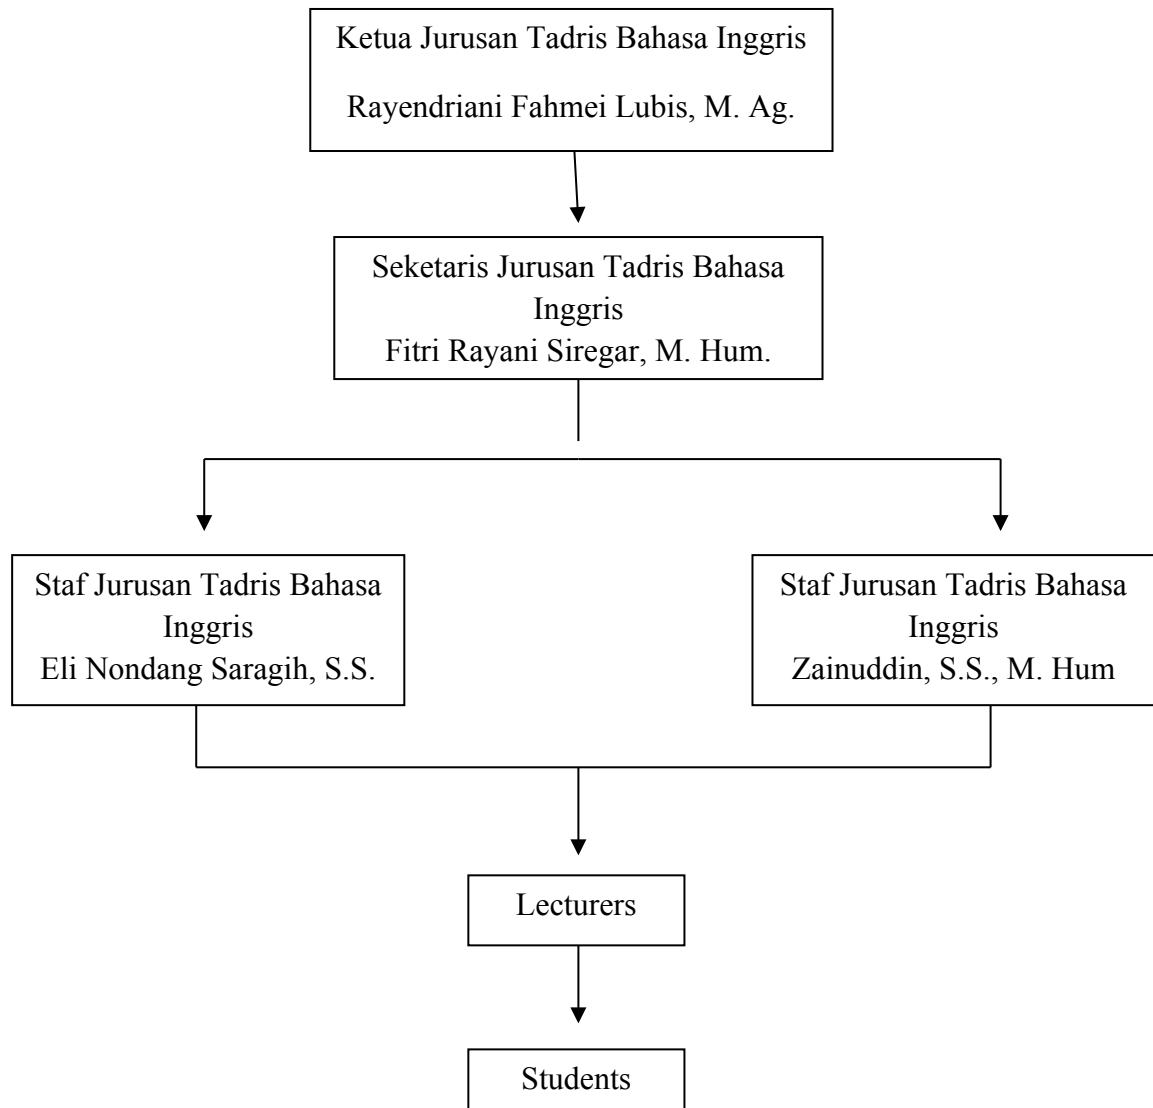 Ketua Jurusan Tadris Bahasa Inggris
Rayendriani Fahmei Lubis, M. Ag.
Seketaris Jurusan Tadris Bahasa
Inggris
Fitri Rayani Siregar, M. Hum.
Staf Jurusan Tadris Bahasa
Inggris
Eli Nondang Saragih, S.S.
Staf Jurusan Tadris Bahasa
Inggris
Zainuddin, S.S., M. Hum
Lecturers
Students